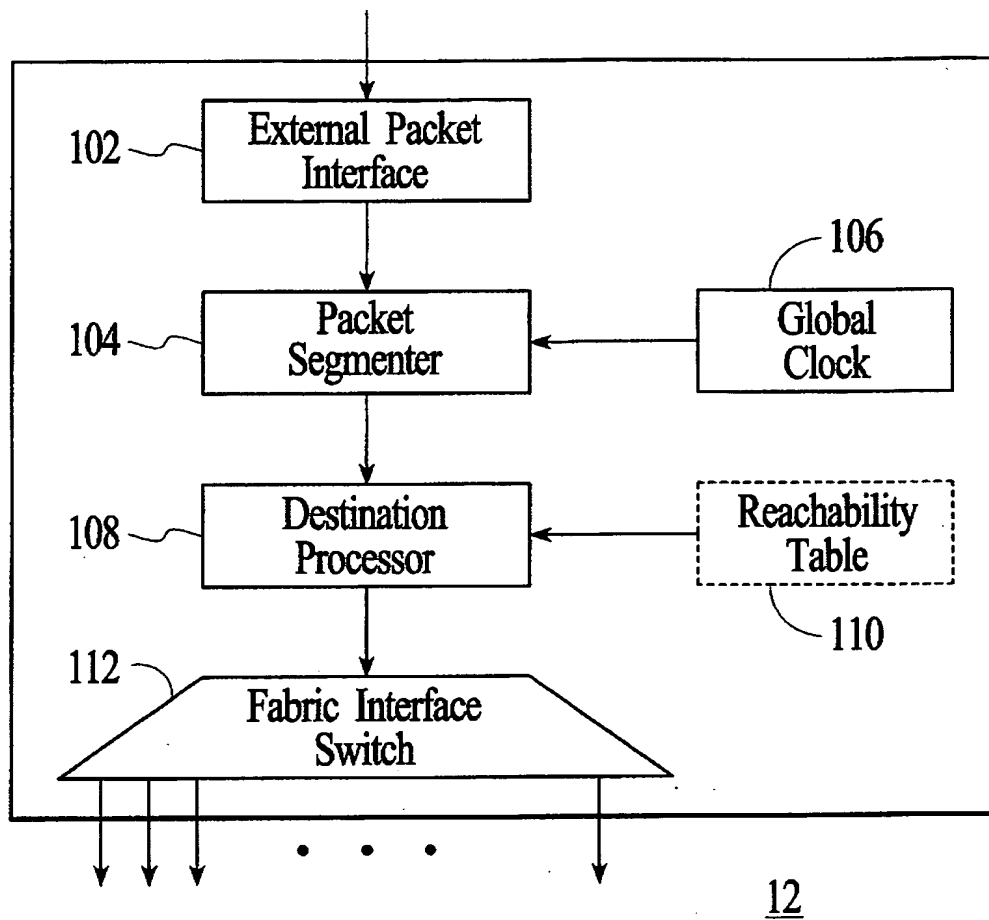 External Packet
Interface
102
106
Packet
Segmenter
104
Global
Clock
Destination
Processor
108
Reachability
Table
110
112
Fabric Interface
Switch
12